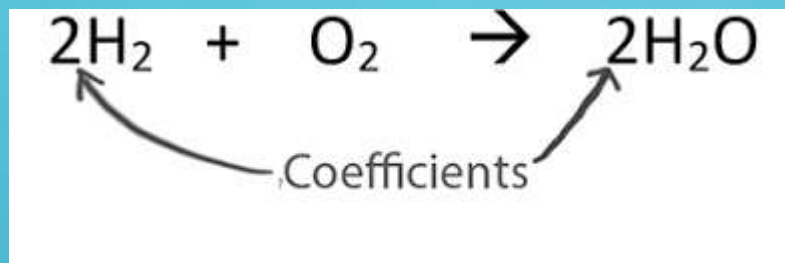 2H₂ + O₂ → 2H₂O
Coefficients